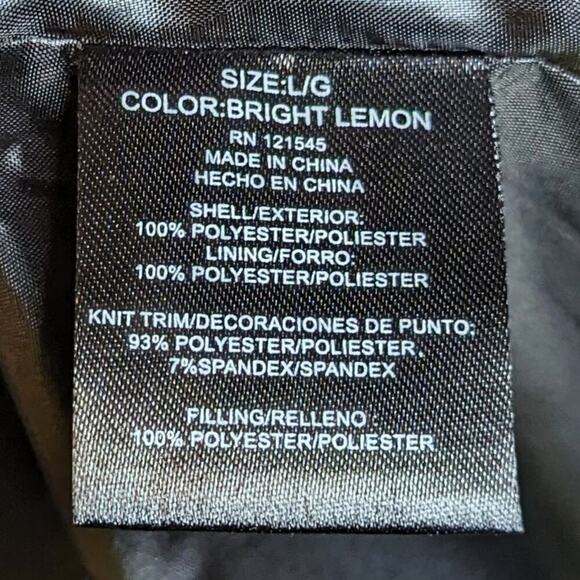 SIZE:L/G
COLOR:BRIGHT LEMON
RN 121545
MADE IN CHINA
HECHO EN CHINA
SHELL/EXTERIOR:
100% POLYESTER/POLIESTER
LINING/FORRO:
100% POLYESTER/POLIESTER
KNIT TRIM/DECORACIONES DE PUNTO:
93% POLYESTER/POLIESTER.
7%SPANDEX/SPANDEX
FILLING/RELLENO :
100% POLYESTER/POLIESTER